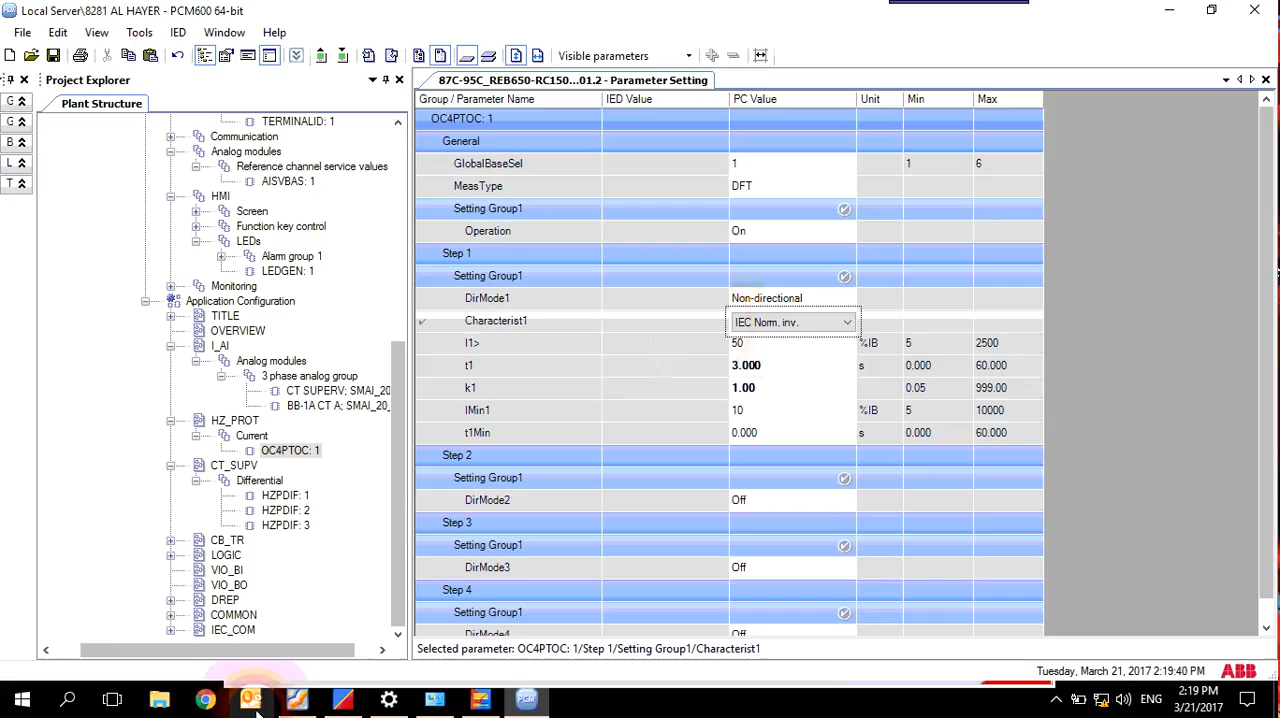 Local Server\8281 AL HAYER - PCM600 64-bit
File Edit View Tools IED Window Help
Visible parameters
Project Explorer
Plant Structure
G
G
B
L
T
TERMINALID: 1
Communication
Analog modules
Reference channel service values
AISVBAS: 1
HMI
Screen
Function key control
LEDs
Alarm group 1
LEDGEN: 1
Monitoring
Application Configuration
TITLE
OVERVIEW
I_AI
Analog modules
3 phase analog group
CT SUPERV; SMAI_20
BB-1A CT A; SMAI_20_
HZ_PROT
Current
OC4PTOC: 1
CT_SUPV
Differential
HZPDIF: 1
HZPDIF: 2
HZPDIF: 3
CB_TR
LOGIC
VIO_BI
VIO_BO
DREP
COMMON
IEC_COM
87C-95C_REB650-RC150...01.2 - Parameter Setting
Group / Parameter Name IED Value PC Value Unit Min Max
OC4PTOC: 1
General
GlobalBaseSel 1 1 6
MeasType DFT
Setting Group1
Operation On
Step 1
Setting Group1
DirMode1 Non-directional
Characterist1 IEC Norm. inv.
I1> 50 %IB 5 2500
t1 3.000 s 0.000 60.000
k1 1.00 0.05 999.00
IMin1 10 %IB 5 10000
t1Min 0.000 s 0.000 60.000
Step 2
Setting Group1
DirMode2 Off
Step 3
Setting Group1
DirMode3 Off
Step 4
Setting Group1
DirMode4 Off
Selected parameter: OC4PTOC: 1/Step 1/Setting Group1/Characterist1
Tuesday, March 21, 2017 2:19:40 PM ABB
PCM
ENG
2:19 PM
3/21/2017